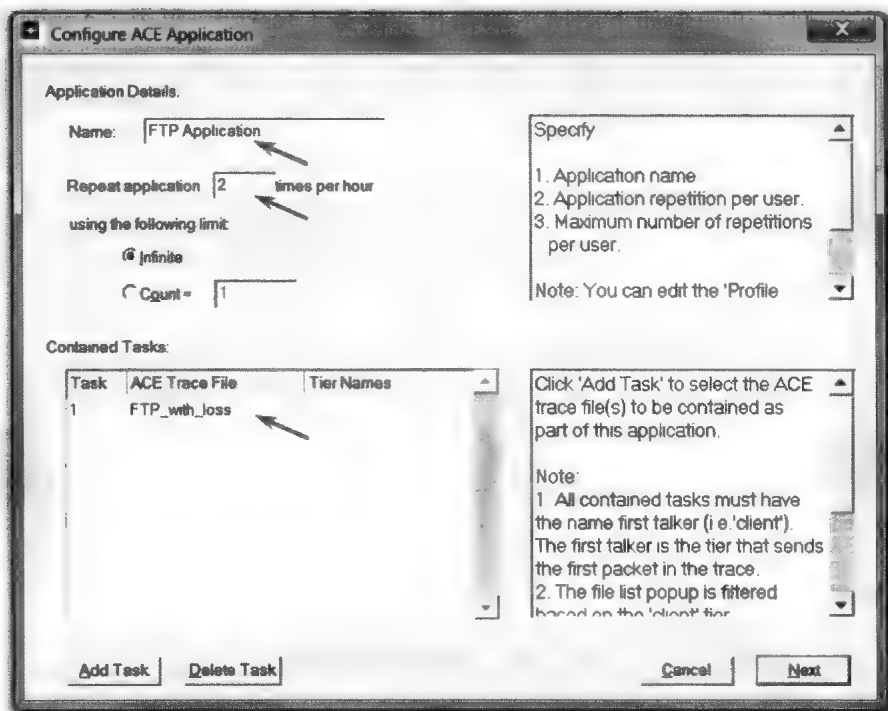 Configure ACE Application
Application Details.
Name: FTP Application
Repeat application 2 times per hour
using the following limit:
Infinite
Count = 1
Specify
1. Application name
2. Application repetition per user.
3. Maximum number of repetitions
per user.
Note: You can edit the 'Profile
Contained Tasks:
Task ACE Trace File Tier Names
1 FTP_with_loss
Click 'Add Task' to select the ACE
trace file(s) to be contained as
part of this application.
Note:
1 All contained tasks must have
the name first talker (i e.'client').
The first talker is the tier that sends
the first packet in the trace.
2. The file list popup is filtered
based on the 'client' tier
Add Task Delete Task Cancel Next